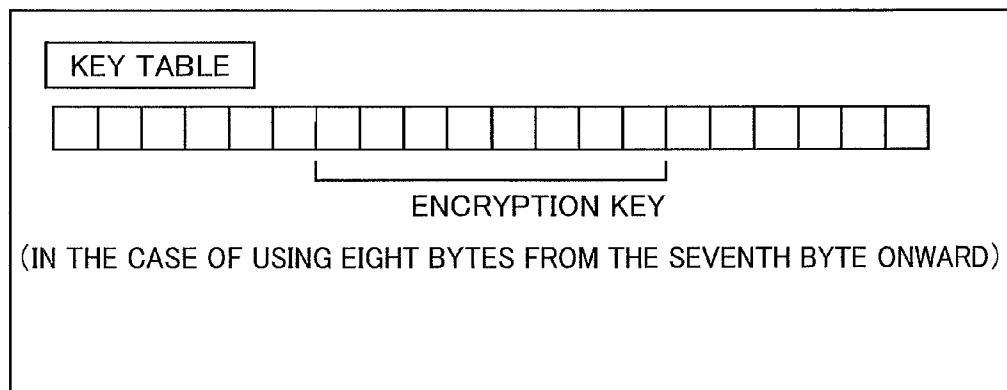 KEY TABLE
ENCRYPTION KEY
(IN THE CASE OF USING EIGHT BYTES FROM THE SEVENTH BYTE ONWARD)